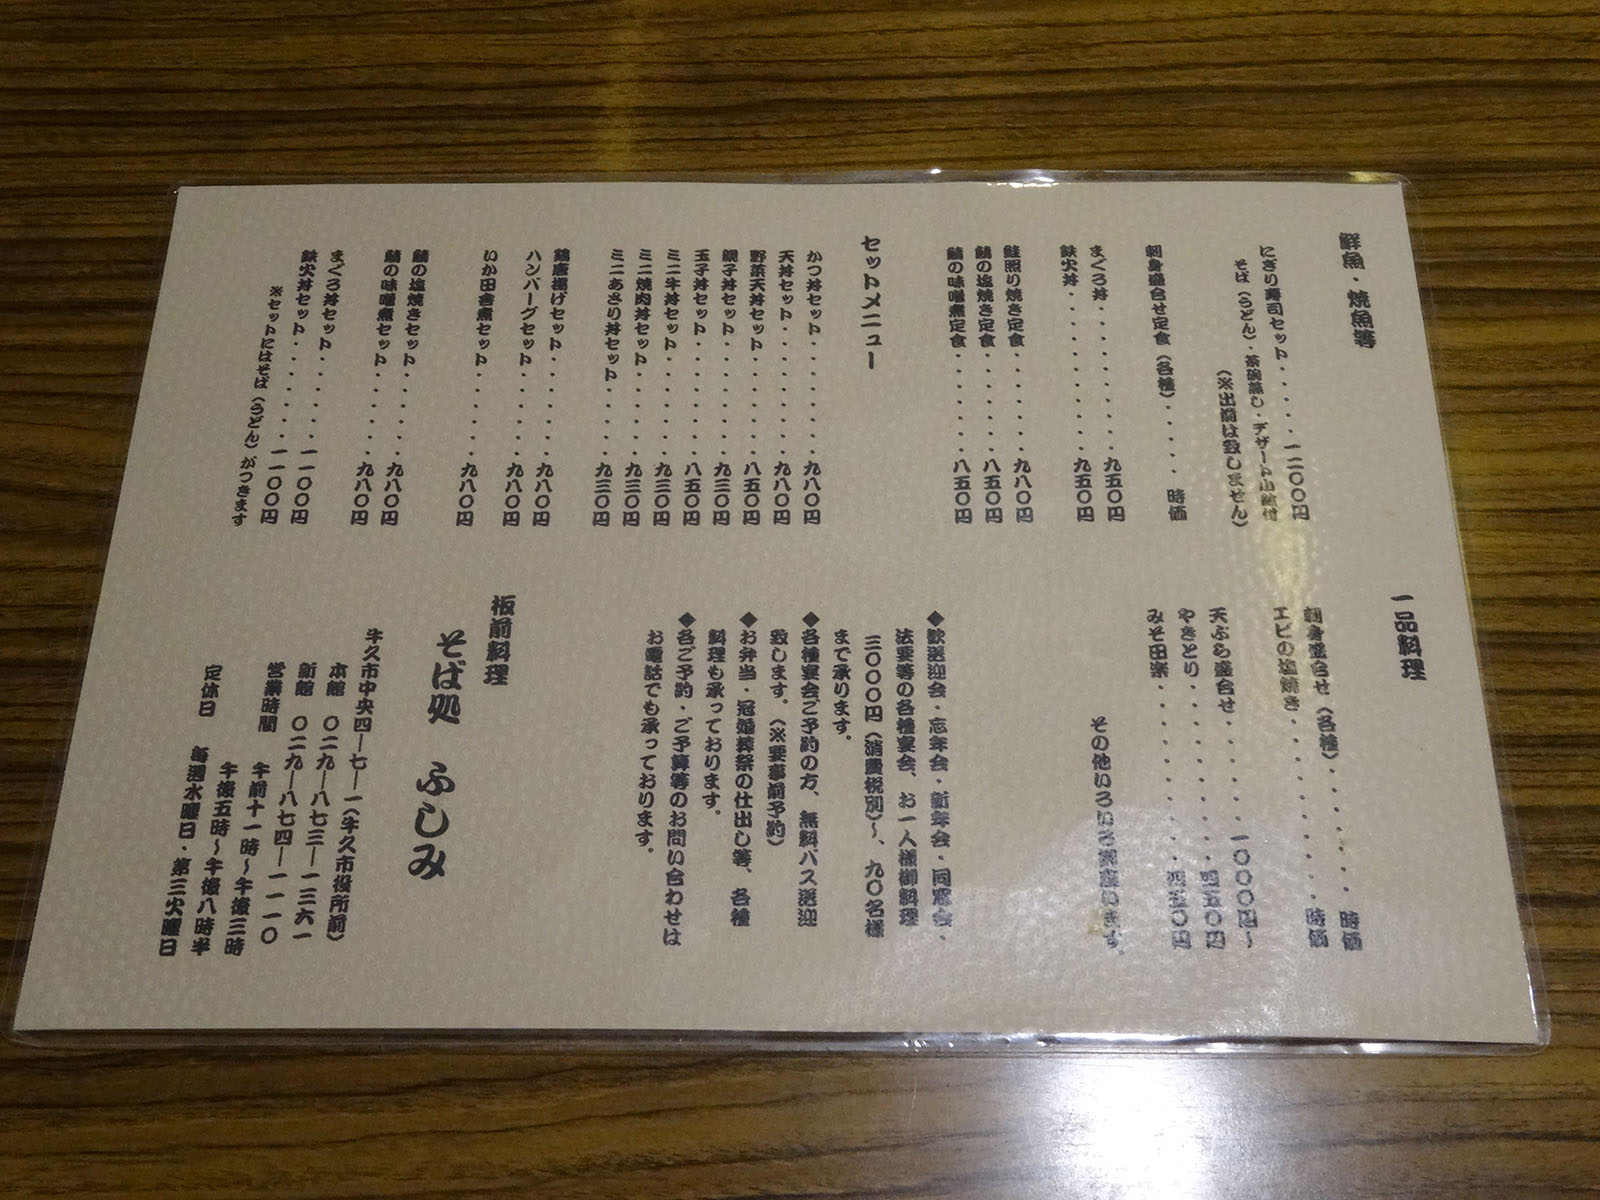 鮮魚・焼魚等
にぎり寿司セット・・・・・一二〇〇円
そば（うどん）・茶碗蒸し・デザート小鉢付
（※出前は致しません）
刺身盛合せ定食（各種）・・・・時価
まぐろ丼・・・・・・・・・九五〇円
鉄火丼・・・・・・・・・・九五〇円
鮭照り焼き定食・・・・・・九八〇円
鯖の塩焼き定食・・・・・・八五〇円
鯖の味噌煮定食・・・・・・八五〇円
セットメニュー
かつ丼セット・・・・・・・九八〇円
天丼セット・・・・・・・・九八〇円
野菜天丼セット・・・・・・八五〇円
親子丼セット・・・・・・・九三〇円
玉子丼セット・・・・・・・八五〇円
ミニ牛丼セット・・・・・・九三〇円
ミニ焼肉丼セット・・・・・九三〇円
ミニあさり丼セット・・・・九三〇円
鶏唐揚げセット・・・・・・九八〇円
ハンバーグセット・・・・・九八〇円
いか田舎煮セット・・・・・九八〇円
鯖の塩焼きセット・・・・・九八〇円
鯖の味噌煮セット・・・・・九八〇円
まぐろ丼セット・・・・・一一〇〇円
鉄火丼セット・・・・・・一一〇〇円
※セットにはそば（うどん）がつきます
一品料理
刺身盛合せ（各種）・・・・・・・時価
エビの塩焼き・・・・・・・・・・時価
天ぷら盛合せ・・・・・一〇〇〇円～
やきとり・・・・・・・・・四五〇円
みそ田楽・・・・・・・・・四五〇円
その他いろいろ御座います。
◆歓送迎会・忘年会・新年会・同窓会・
法要等の各種宴会、お一人様御料理
三〇〇〇円（消費税別）～、九〇名様
まで承ります。
◆各種宴会ご予約の方、無料バス送迎
致します。（※要事前予約）
◆お弁当・冠婚葬祭の仕出し等、各種
料理も承っております。
◆各ご予約・ご予算等のお問い合わせは
お電話でも承っております。
板前料理
そば処 ふしみ
牛久市中央四―七―一（牛久市役所前）
本館 〇二九―八七三―一三六一
新館 〇二九―八七四―一一一〇
営業時間 午前十一時～午後三時
午後五時～午後八時半
定休日 毎週水曜日・第三火曜日